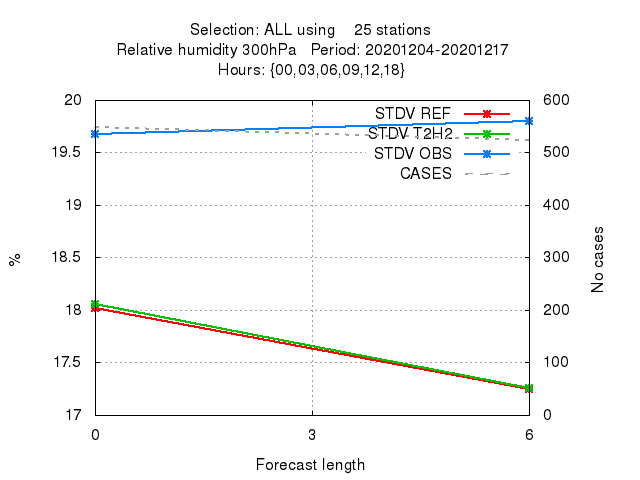 Selection: ALL using    25 stations
Relative humidity 300hPa   Period: 20201204-20201217
Hours: {00,03,06,09,12,18}
20
19.5
19
18.5
18
17.5
17
600
500
400
300
200
100
0
STDV REF
STDV T2H2
STDV OBS
CASES
%
No cases
0
3
6
Forecast length